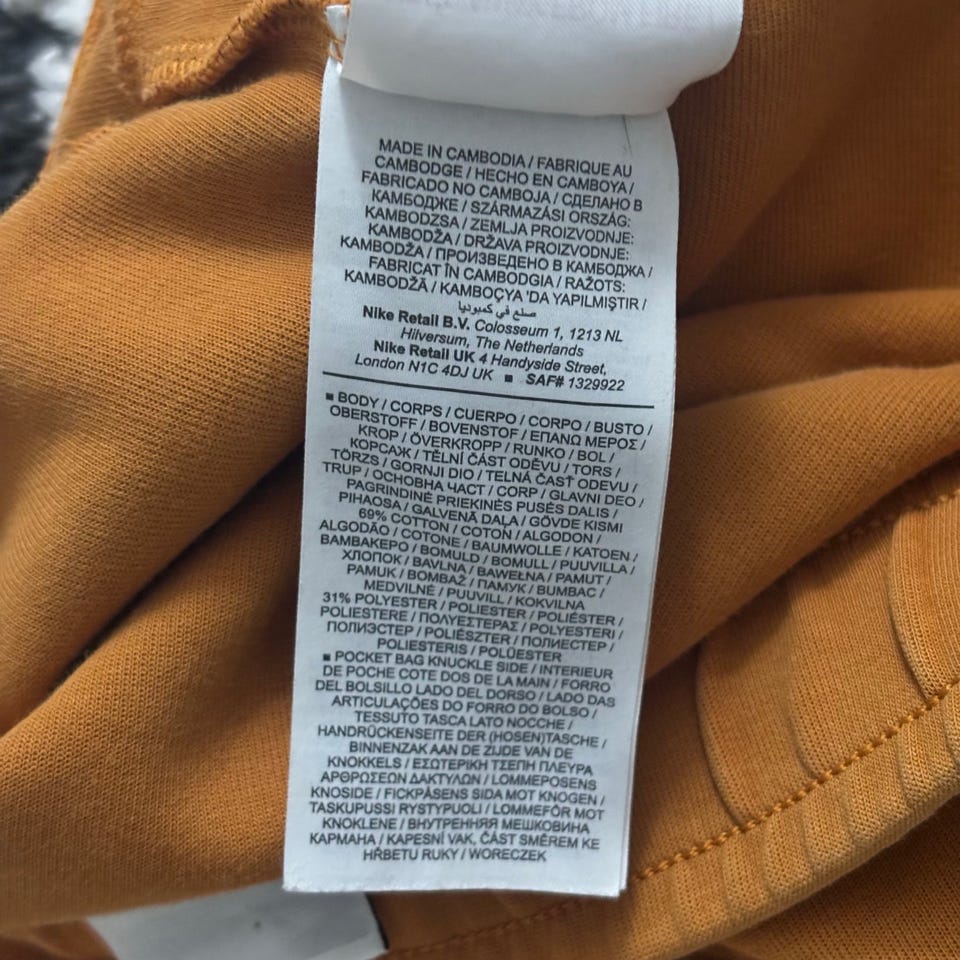 MADE IN CAMBODIA / FABRIQUE AU
CAMBODGE / HECHO EN CAMBOYA /
FABRICADO NO CAMBOJA / СДЕЛАНО В
КАМБОДЖЕ / SZÁRMAZÁSI ORSZÁG:
KAMBODZSA / ZEMLJA PROIZVODNJE:
KAMBODŽA / DRŽAVA PROIZVODNJE:
KAMBODŽA / ПРОИЗВЕДЕНО В КАМБОДЖА /
FABRICAT ÎN CAMBODGIA / RAŽOTS:
KAMBODŽĀ / KAMBOÇYA 'DA YAPILMIŞTIR /
صنع في كمبوديا
Nike Retail B.V. Colosseum 1, 1213 NL
Hilversum, The Netherlands
Nike Retail UK 4 Handyside Street,
London N1C 4DJ UK ■ SAF# 1329922
■ BODY / CORPS / CUERPO / CORPO / BUSTO /
OBERSTOFF / BOVENSTOF / ΕΠΑΝΩ ΜΕΡΟΣ /
KROP / ÖVERKROPP / RUNKO / BOL /
КОРСАЖ / TĚLNÍ ČÁST ODĚVU / TORS /
TÖRZS / GORNJI DIO / TELNÁ ČASŤ ODEVU /
TRUP / ОСНОВНА ЧАСТ / CORP / GLAVNI DEO /
PAGRINDINĖ PRIEKINĖS PUSĖS DALIS /
PIHAOSA / GALVENĀ DAĻA / GÖVDE KISMI
69% COTTON / COTON / ALGODON /
ALGODÃO / COTONE / BAUMWOLLE / KATOEN /
ΒΑΜΒΑΚΕΡΟ / BOMULD / BOMULL / PUUVILLA /
ХЛОПОК / BAVLNA / BAWEŁNA / PAMUT /
PAMUK / BOMBAŽ / ПАМУК / BUMBAC /
MEDVILNĖ / PUUVILL / KOKVILNA
31% POLYESTER / POLIESTER / POLIÉSTER /
POLIESTERE / ΠΟΛΥΕΣΤΕΡΑΣ / POLYESTERI /
ПОЛИЭСТЕР / POLIÉSZTER / ПОЛИЕСТЕР /
POLIESTERIS / POLÜESTER
■ POCKET BAG KNUCKLE SIDE / INTERIEUR
DE POCHE COTE DOS DE LA MAIN / FORRO
DEL BOLSILLO LADO DEL DORSO / LADO DAS
ARTICULAÇÕES DO FORRO DO BOLSO /
TESSUTO TASCA LATO NOCCHE /
HANDRÜCKENSEITE DER (HOSEN)TASCHE /
BINNENZAK AAN DE ZIJDE VAN DE
KNOKKELS / ΕΣΩΤΕΡΙΚΗ ΤΣΕΠΗ ΠΛΕΥΡΑ
ΑΡΘΡΩΣΕΩΝ ΔΑΚΤΥΛΩΝ / LOMMEPOSENS
KNOSIDE / FICKPÅSENS SIDA MOT KNOGEN /
TASKUPUSSI RYSTYPUOLI / LOMMEFÔR MOT
KNOKLENE / ВНУТРЕННЯЯ МЕШКОВИНА
КАРМАНА / KAPESNÍ VAK, ČÁST SMĚREM KE
HŘBETU RUKY / WORECZEK